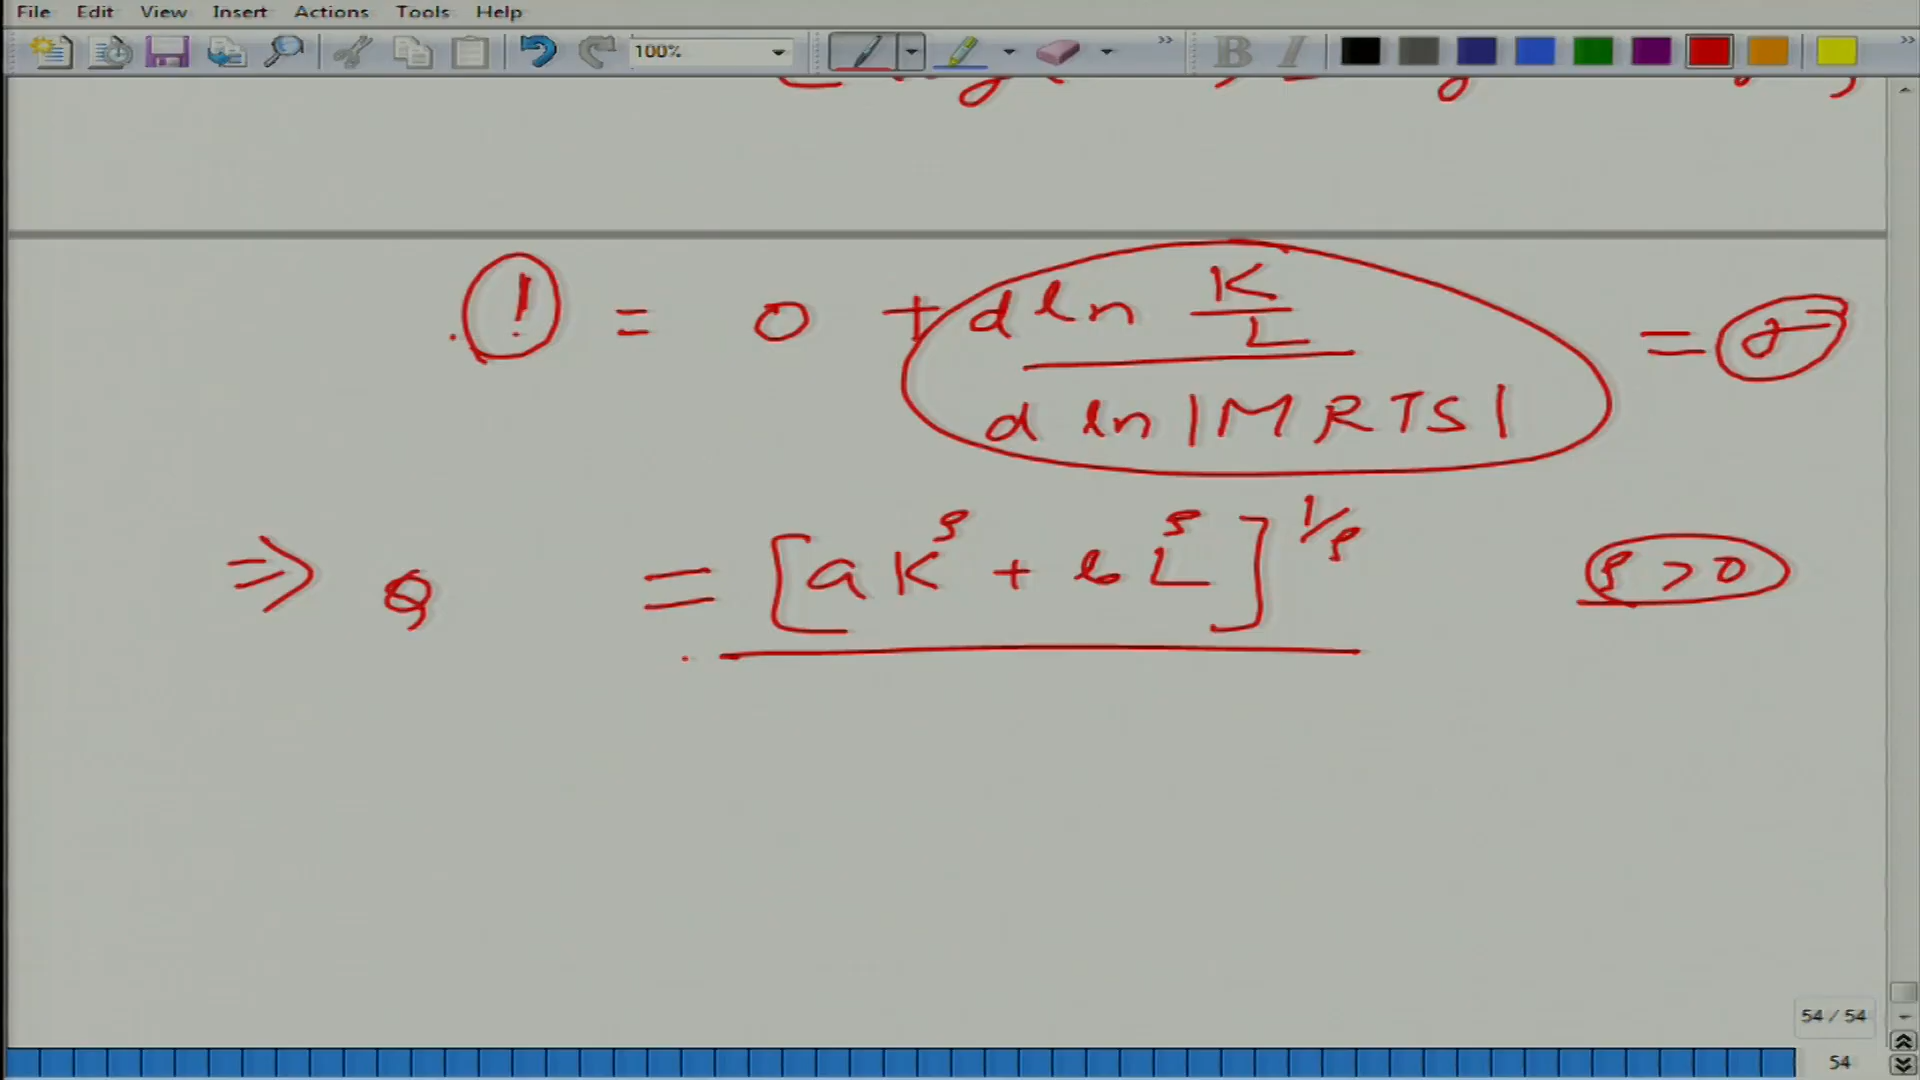 File Edit View Insert Actions Tools Help
100% B I
1 = 0 + d ln K/L / d ln |MRTS| = σ
⇒ Q = [aK^ρ + bL^ρ]^1/ρ ρ > 0
54 / 54
54